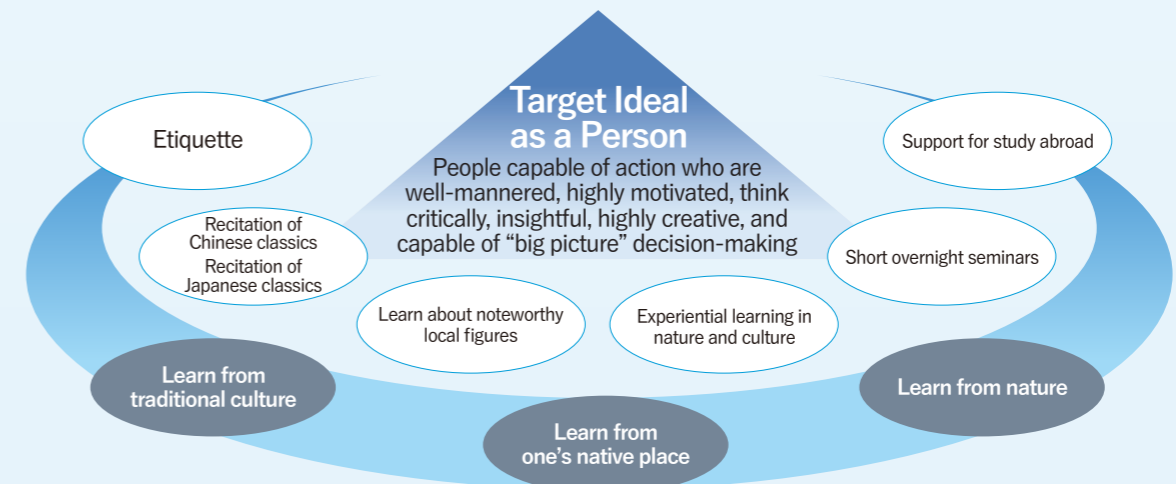 Target Ideal
as a Person
People capable of action who are
well-mannered, highly motivated, think
critically, insightful, highly creative, and
capable of “big picture” decision-making
Etiquette
Support for study abroad
Recitation of
Chinese classics
Recitation of
Japanese classics
Short overnight seminars
Learn about noteworthy
local figures
Experiential learning in
nature and culture
Learn from
traditional culture
Learn from nature
Learn from
one’s native place